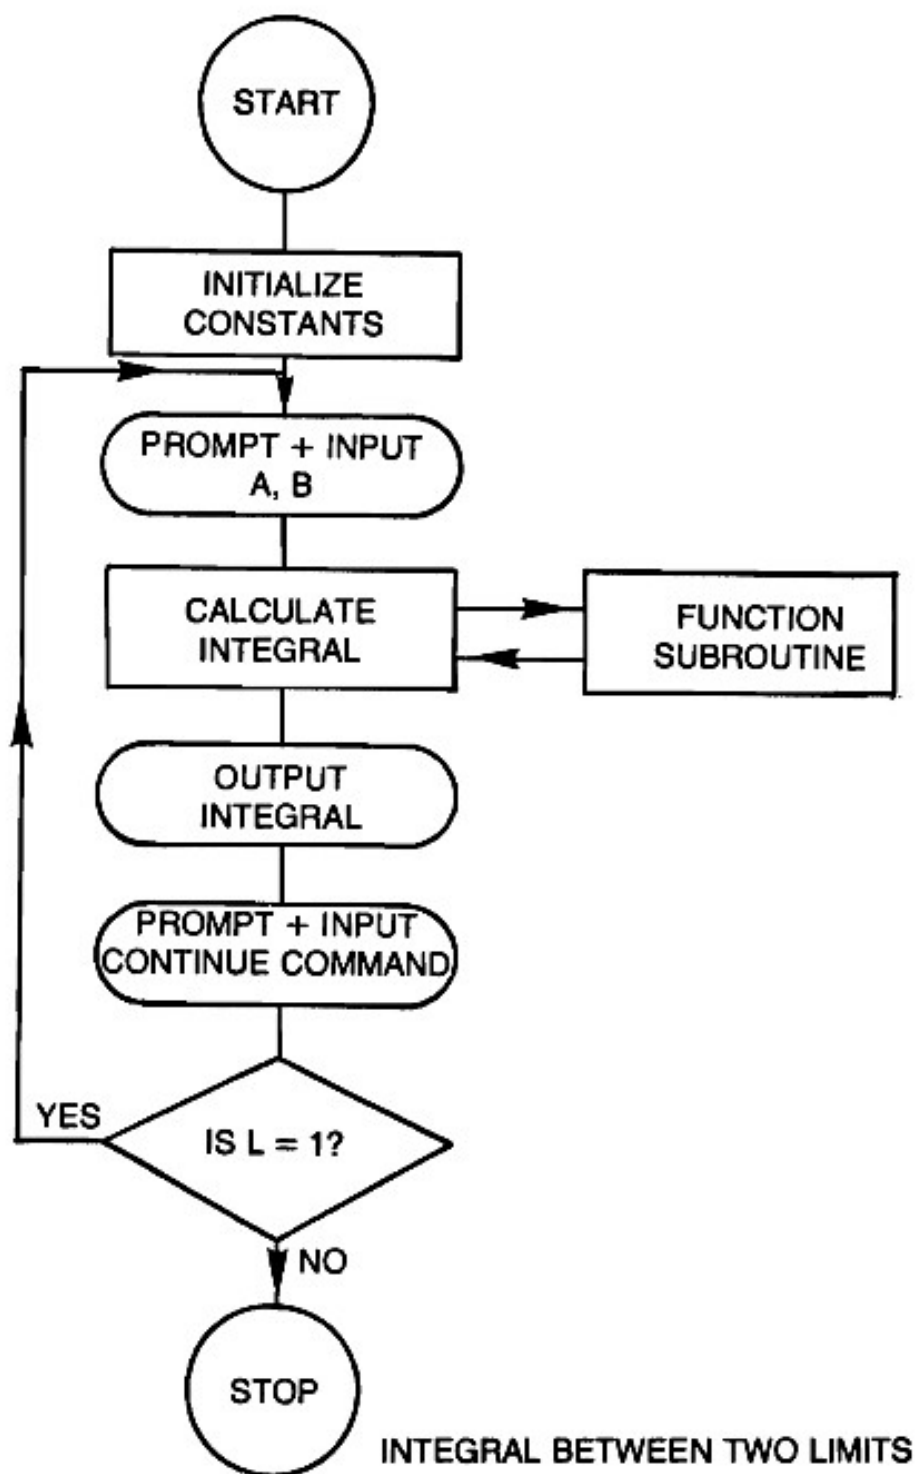 START
INITIALIZE
CONSTANTS
PROMPT + INPUT
A, B
CALCULATE
INTEGRAL
FUNCTION
SUBROUTINE
OUTPUT
INTEGRAL
PROMPT + INPUT
CONTINUE COMMAND
YES
IS L = 1?
NO
STOP
INTEGRAL BETWEEN TWO LIMITS